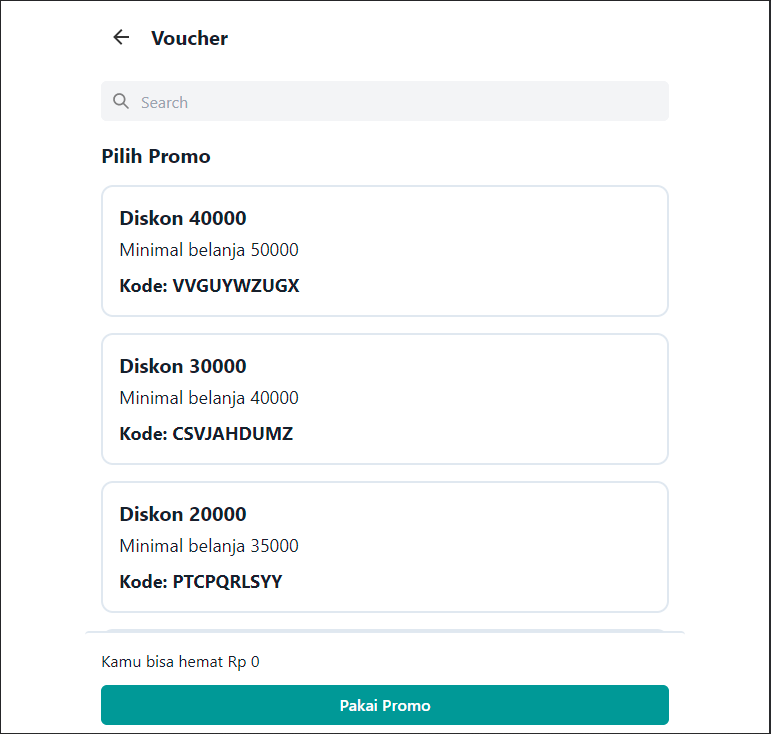 Voucher
Search
Pilih Promo
Diskon 40000
Minimal belanja 50000
Kode: VVGUYWZUGX
Diskon 30000
Minimal belanja 40000
Kode: CSVJAHDUMZ
Diskon 20000
Minimal belanja 35000
Kode: PTCPQRLSYY
Kamu bisa hemat Rp 0
Pakai Promo